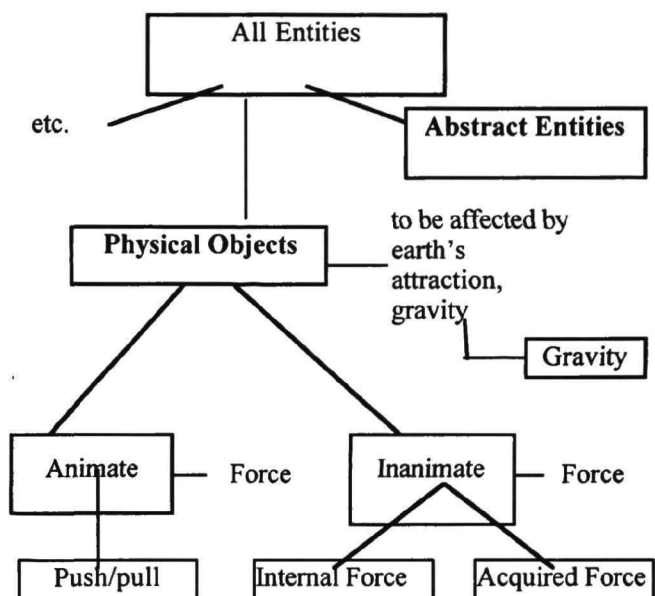 All Entities
etc.
Abstract Entities
Physical Objects
to be affected by
earth's
attraction,
gravity
Gravity
Animate
Force
Inanimate
Force
Push/pull
Internal Force
Acquired Force